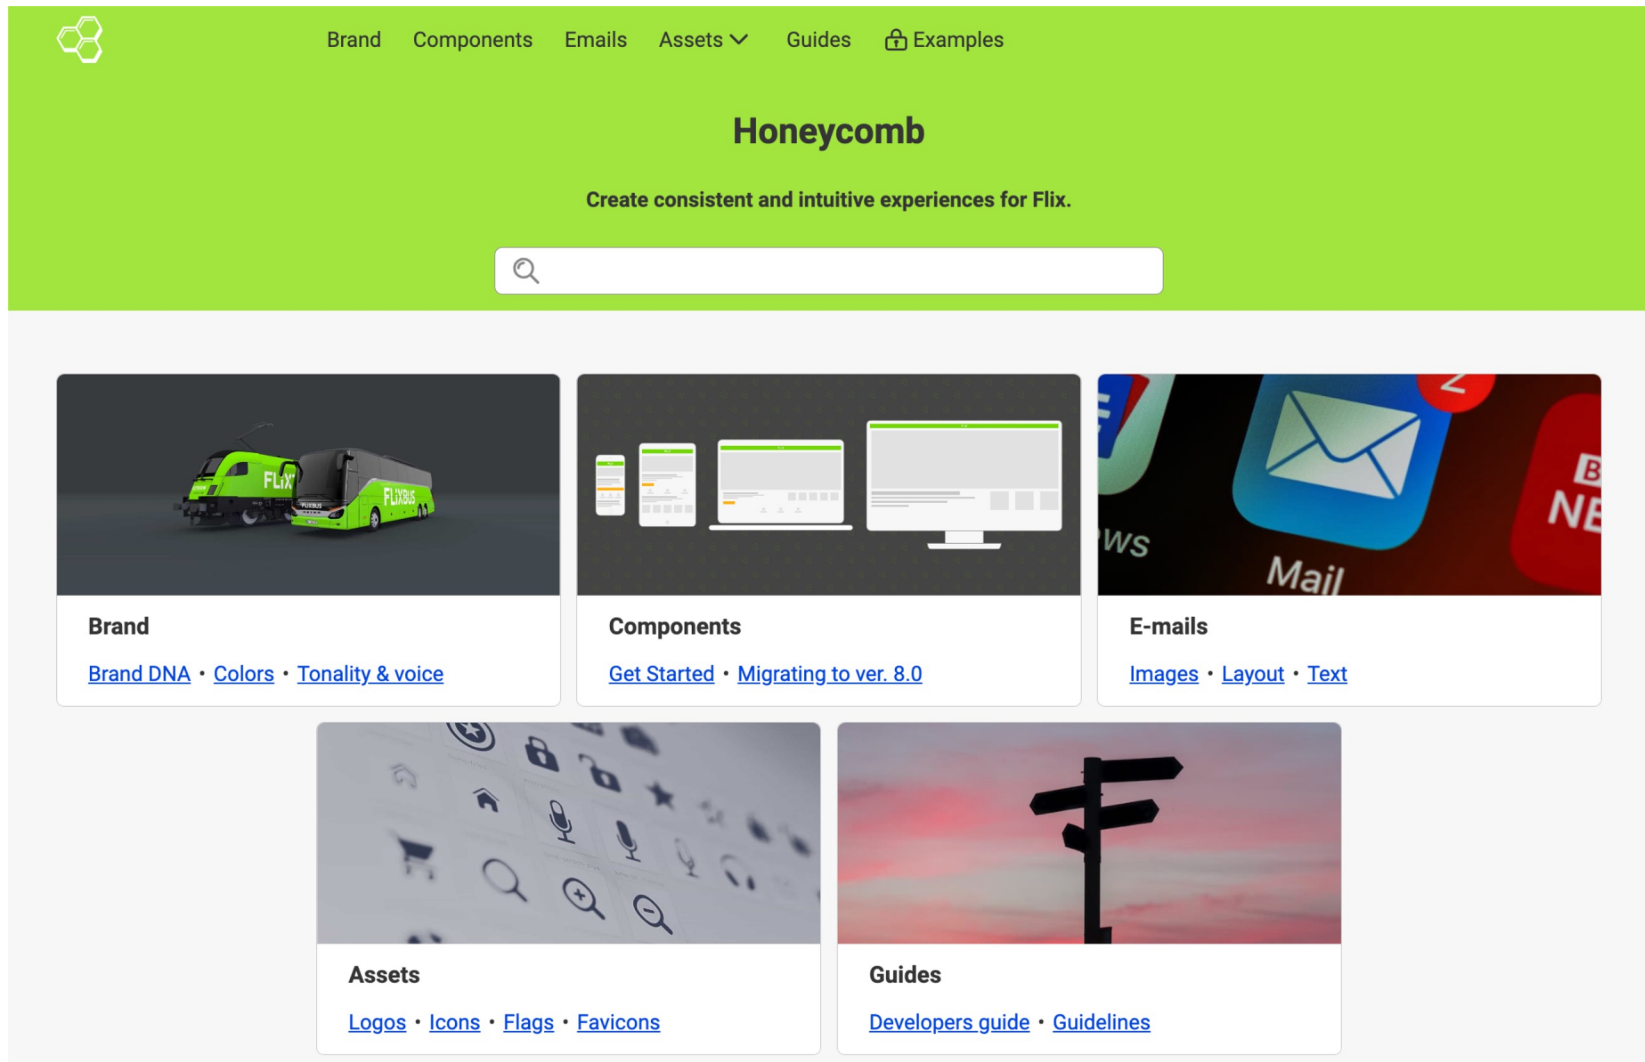 Brand Components Emails Assets Guides Examples
Honeycomb
Create consistent and intuitive experiences for Flix.
FLiX
FLiXBUS
FLIXBUS
2
ws
Mail
B
NE
Brand
Brand DNA • Colors • Tonality & voice
Components
Get Started • Migrating to ver. 8.0
E-mails
Images • Layout • Text
Assets
Logos • Icons • Flags • Favicons
Guides
Developers guide • Guidelines